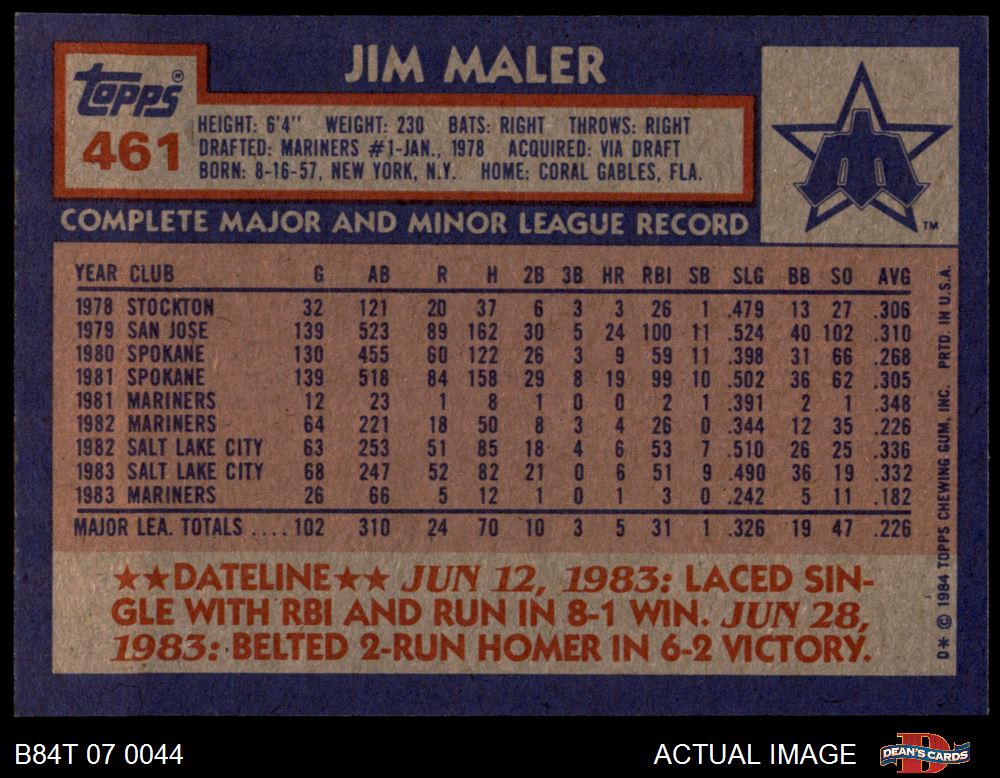 JIM MALER
Topps®
461
HEIGHT: 6'4" WEIGHT: 230 BATS: RIGHT THROWS: RIGHT
DRAFTED: MARINERS #1-JAN., 1978 ACQUIRED: VIA DRAFT
BORN: 8-16-57, NEW YORK, N.Y. HOME: CORAL GABLES, FLA.
TM
COMPLETE MAJOR AND MINOR LEAGUE RECORD
YEAR CLUB G AB R H 2B 3B HR RBI SB SLG BB SO AVG
1978 STOCKTON 32 121 20 37 6 3 3 26 1 .479 13 27 .306
1979 SAN JOSE 139 523 89 162 30 5 24 100 11 .524 40 102 .310
1980 SPOKANE 130 455 60 122 26 3 9 59 11 .398 31 66 .268
1981 SPOKANE 139 518 84 158 29 8 19 99 10 .502 36 62 .305
1981 MARINERS 12 23 1 8 1 0 0 2 1 .391 2 1 .348
1982 MARINERS 64 221 18 50 8 3 4 26 0 .344 12 35 .226
1982 SALT LAKE CITY 63 253 51 85 18 4 6 53 7 .510 26 25 .336
1983 SALT LAKE CITY 68 247 52 82 21 0 6 51 9 .490 36 19 .332
1983 MARINERS 26 66 5 12 1 0 1 3 0 .242 5 11 .182
MAJOR LEA. TOTALS .... 102 310 24 70 10 3 5 31 1 .326 19 47 .226
★★DATELINE★★ JUN 12, 1983: LACED SIN-
GLE WITH RBI AND RUN IN 8-1 WIN. JUN 28,
1983: BELTED 2-RUN HOMER IN 6-2 VICTORY.
D* © 1984 TOPPS CHEWING GUM, INC. PRTD. IN U.S.A.
B84T 07 0044
ACTUAL IMAGE
DEAN'S CARDS